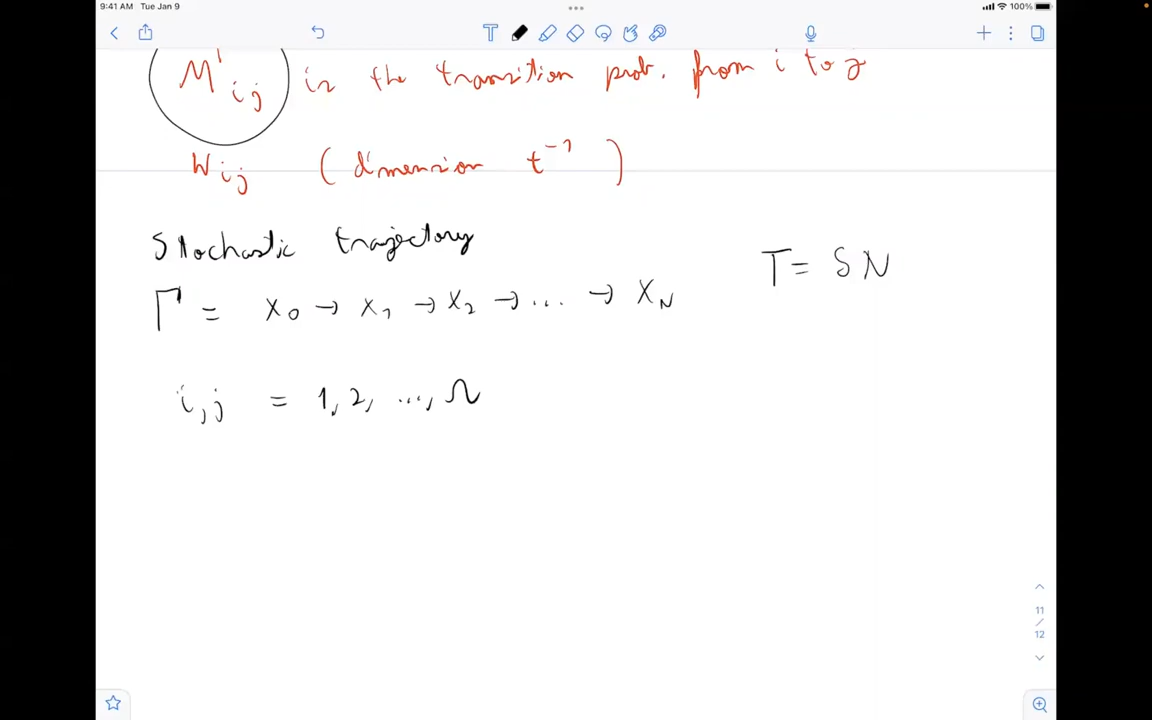 9:41 AM Tue Jan 9
100%
M'ij is the transition prob. from i to j
Wij (dimension t⁻¹)
Stochastic trajectory
T = δN
Γ = x₀ → x₁ → x₂ → ... → x_N
i,j = 1, 2, ..., Ω
11
/
12